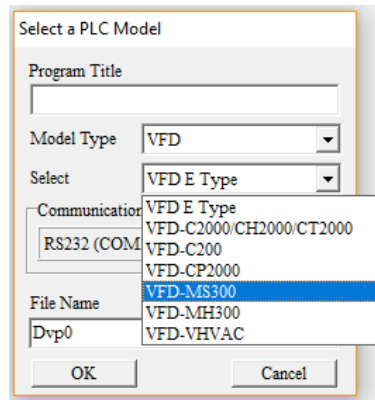 Select a PLC Model
Program Title
Model Type VFD
Select VFD E Type
Communication
VFD E Type
VFD-C2000/CH2000/CT2000
VFD-C200
RS232 (COM
VFD-CP2000
VFD-MS300
File Name
VFD-MH300
Dvp0
VFD-VHVAC
OK Cancel